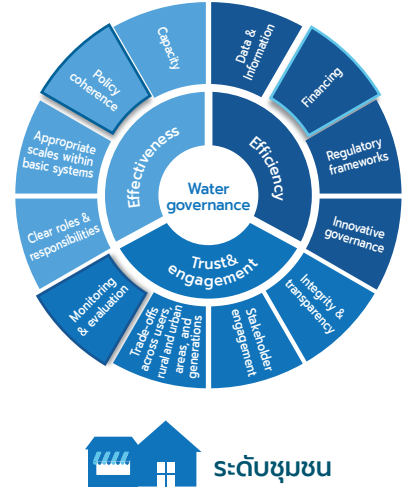 Water
governance
Effectiveness
Efficiency
Trust&
engagement
Capacity
Data &
Information
Financing
Regulatory
frameworks
Innovative
governance
Integrity &
transparency
Stakeholder
engagement
Trade-offs
across users,
rural and urban
areas, and
generations
Monitoring
& evaluation
Clear roles &
responsibilities
Appropriate
scales within
basic systems
Policy
coherence
ระดับชุมชน